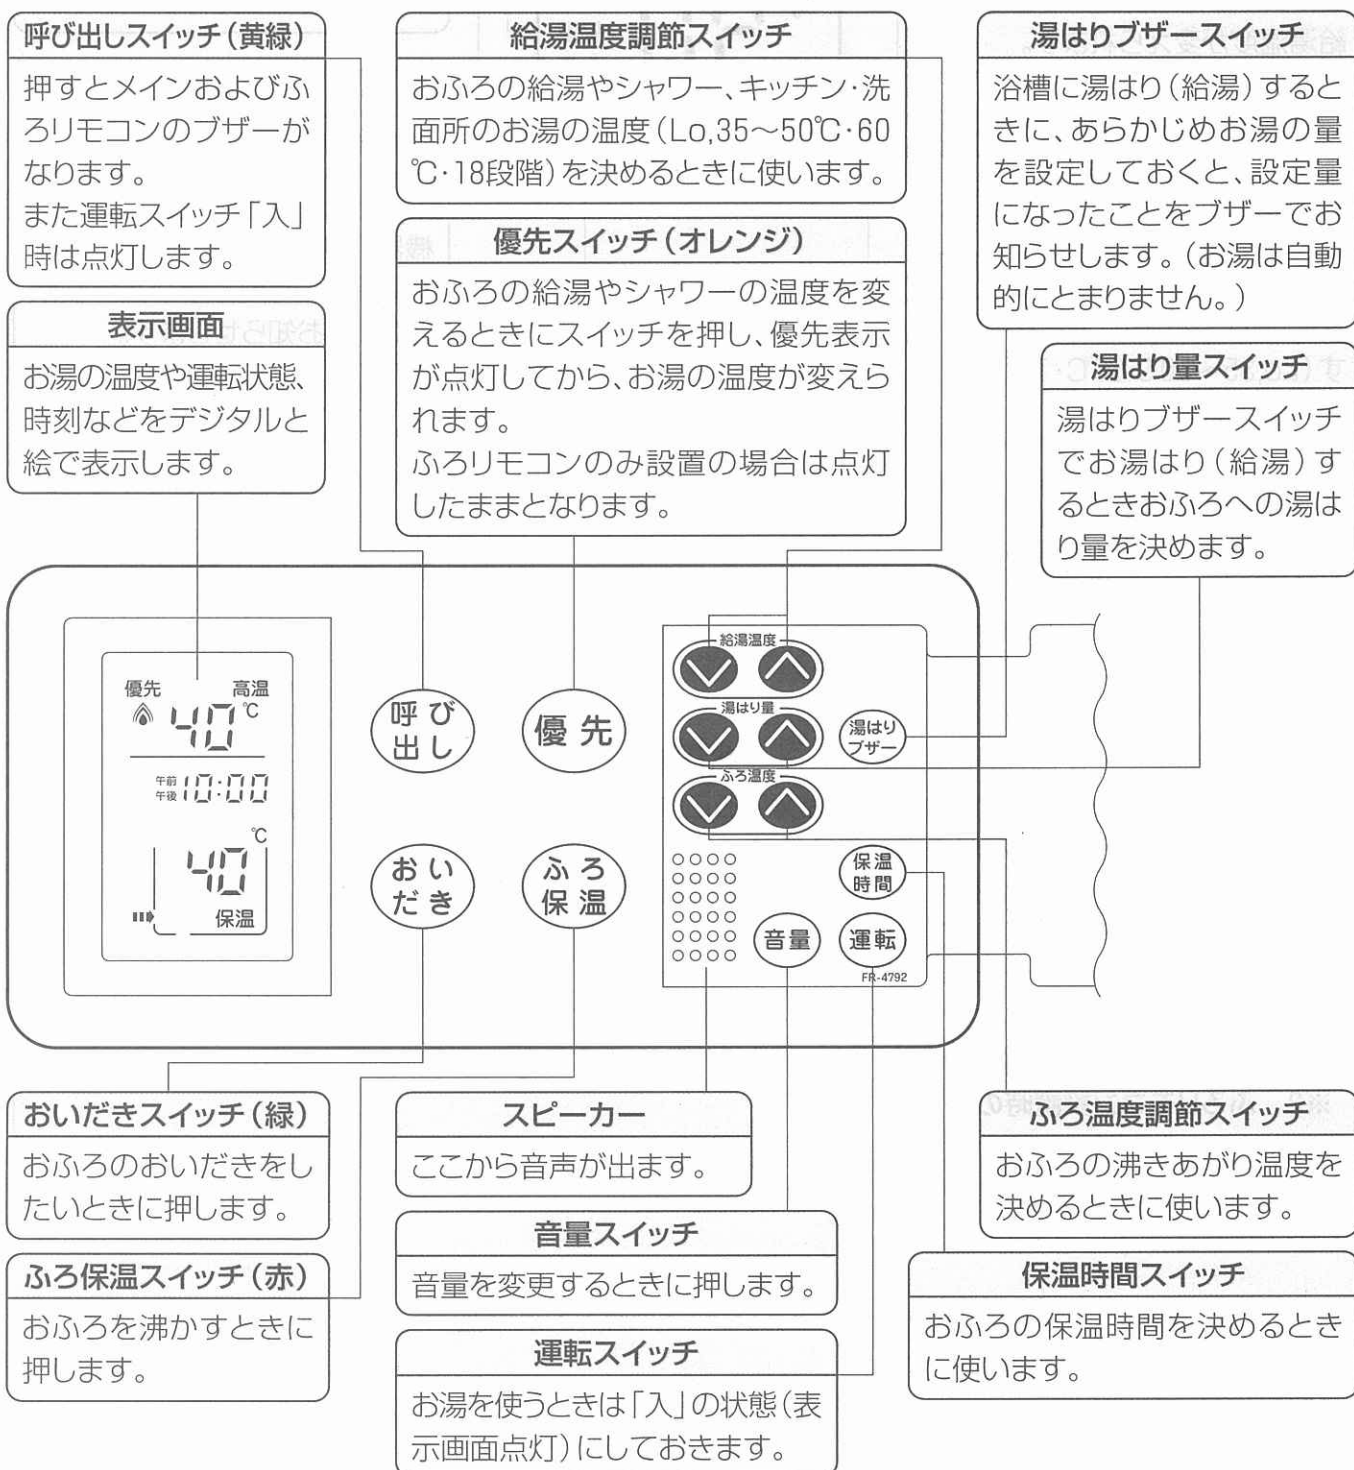 呼び出しスイッチ(黄緑)
押すとメインおよびふ
ろリモコンのブザーが
なります。
また運転スイッチ「入」
時は点灯します。
表示画面
お湯の温度や運転状態、
時刻などをデジタルと
絵で表示します。
給湯温度調節スイッチ
おふろの給湯やシャワー、キッチン・洗
面所のお湯の温度(Lo,35〜50℃・60
℃・18段階)を決めるときに使います。
優先スイッチ(オレンジ)
おふろの給湯やシャワーの温度を変
えるときにスイッチを押し、優先表示
が点灯してから、お湯の温度が変えら
れます。
ふろリモコンのみ設置の場合は点灯
したままとなります。
湯はりブザースイッチ
浴槽に湯はり(給湯)すると
きに、あらかじめお湯の量
を設定しておくと、設定量
になったことをブザーでお
知らせします。(お湯は自動
的にとまりません。)
湯はり量スイッチ
湯はりブザースイッチ
でお湯はり(給湯)す
るときおふろへの湯は
り量を決めます。
優先 高温
40℃
午前
午後 10:00
℃
40
保温
呼び
出し
優先
おい
だき
ふろ
保温
給湯温度
湯はり量
湯はり
ブザー
ふろ温度
保温
時間
音量
運転
FR-4792
おいだきスイッチ(緑)
おふろのおいだきをし
たいときに押します。
ふろ保温スイッチ(赤)
おふろを沸かすときに
押します。
スピーカー
ここから音声が出ます。
音量スイッチ
音量を変更するときに押します。
運転スイッチ
お湯を使うときは「入」の状態(表
示画面点灯)にしておきます。
ふろ温度調節スイッチ
おふろの沸きあがり温度を
決めるときに使います。
保温時間スイッチ
おふろの保温時間を決めるとき
に使います。